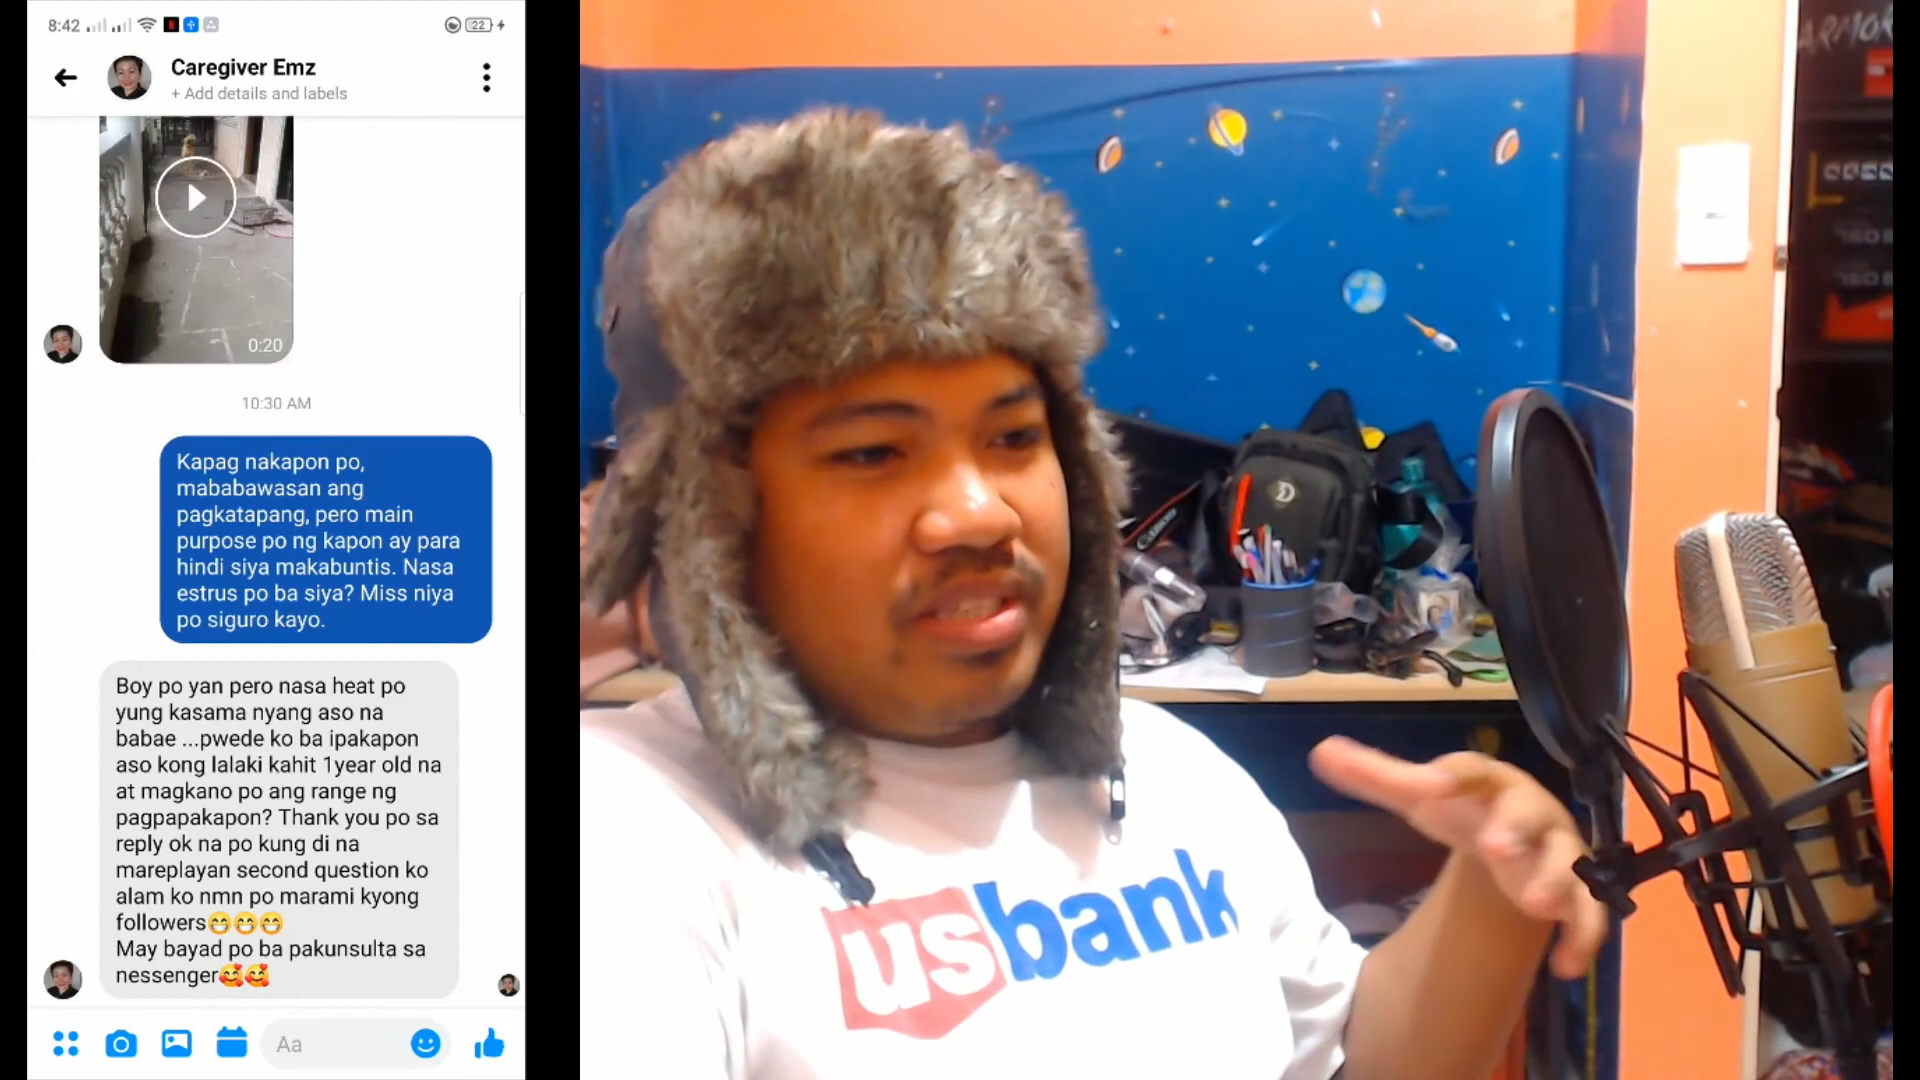 8:42
22
Caregiver Emz
+ Add details and labels
0:20
10:30 AM
Kapag nakapon po,
mababawasan ang
pagkatapang, pero main
purpose po ng kapon ay para
hindi siya makabuntis. Nasa
estrus po ba siya? Miss niya
po siguro kayo.
Boy po yan pero nasa heat po
yung kasama nyang aso na
babae ...pwede ko ba ipakapon
aso kong lalaki kahit 1year old na
at magkano po ang range ng
pagpapakapon? Thank you po sa
reply ok na po kung di na
mareplayan second question ko
alam ko nmn po marami kyong
followers😁😁😁
May bayad po ba pakunsulta sa
nessenger🥰🥰
Aa
usbank
Canon
ARMOR